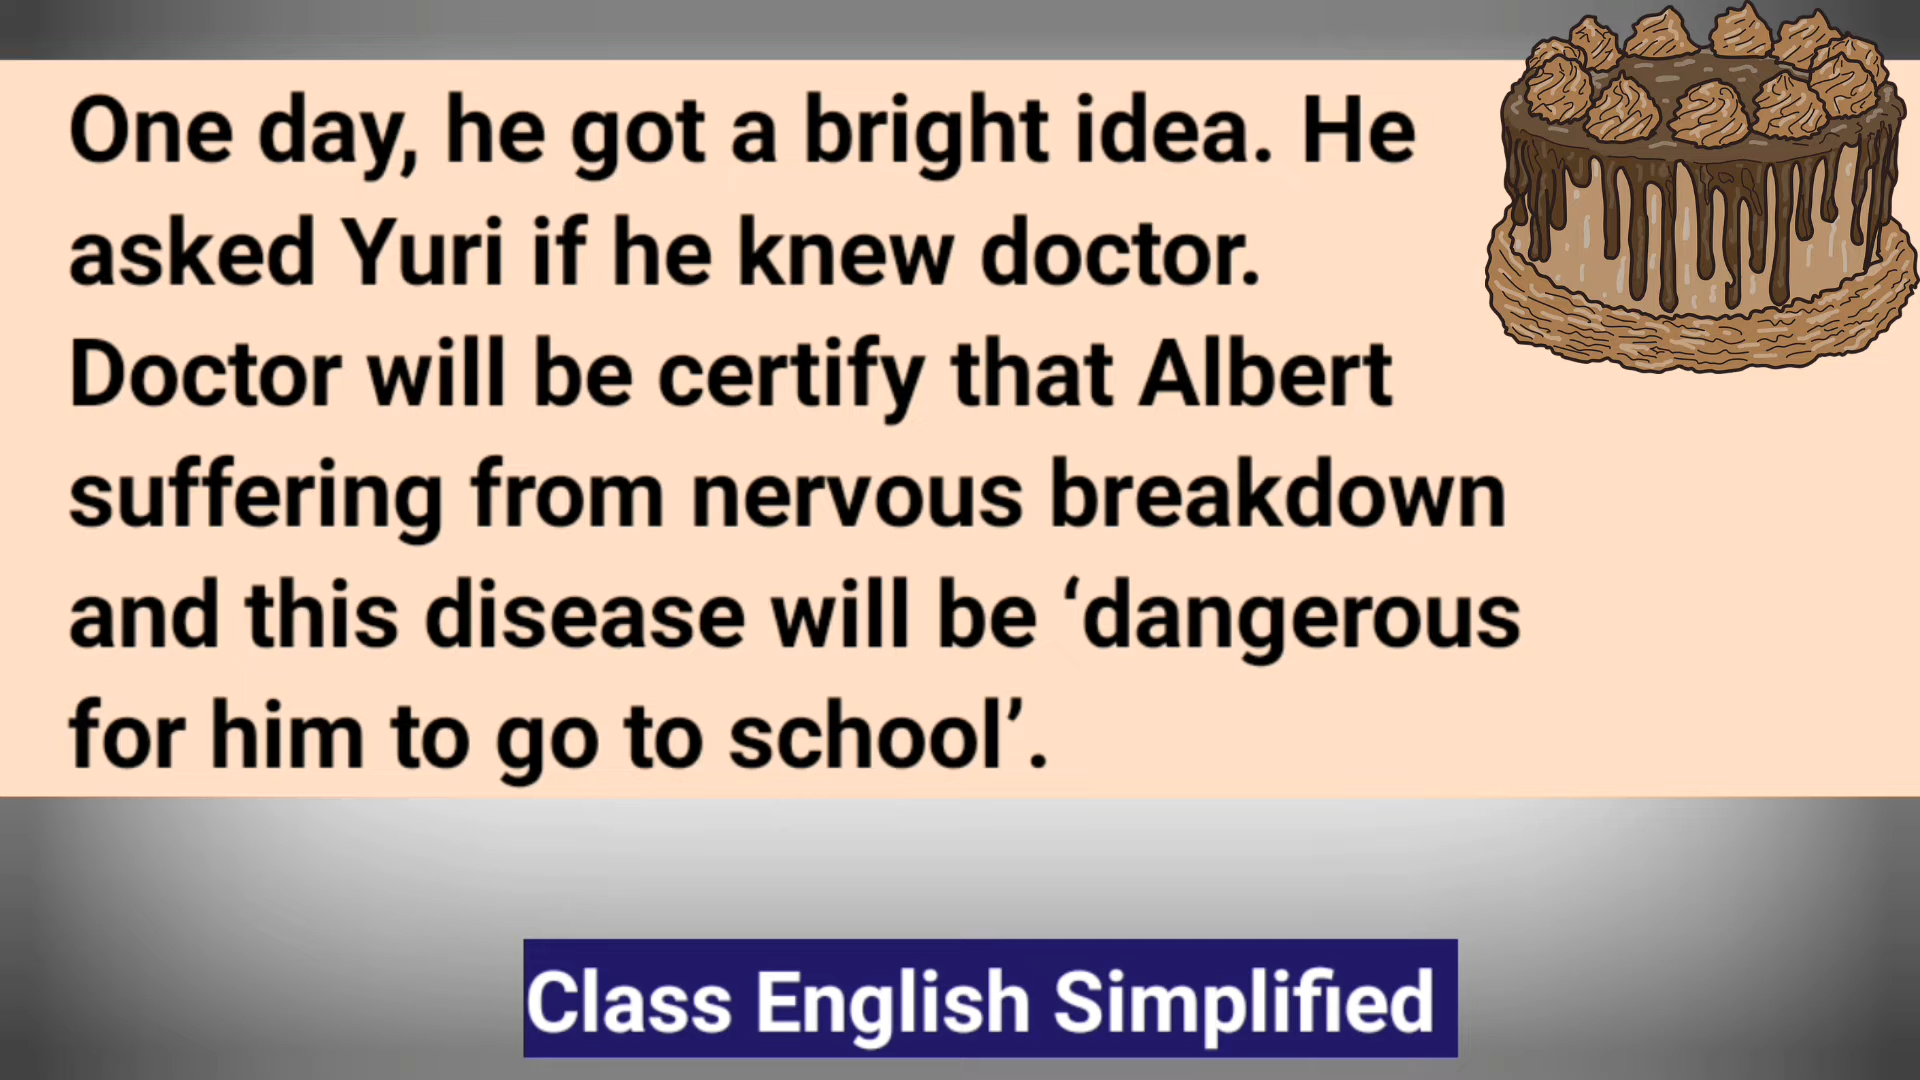 One day, he got a bright idea. He
asked Yuri if he knew doctor.
Doctor will be certify that Albert
suffering from nervous breakdown
and this disease will be ‘dangerous
for him to go to school’.
Class English Simplified